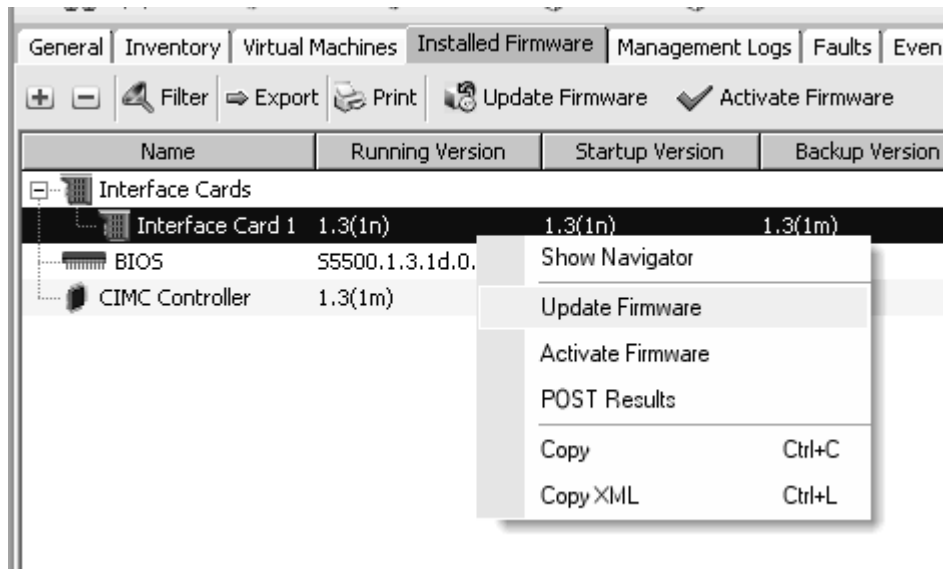 General Inventory Virtual Machines Installed Firmware Management Logs Faults Even
Filter Export Print Update Firmware Activate Firmware
Name Running Version Startup Version Backup Version
Interface Cards
Interface Card 1 1.3(1n) 1.3(1n) 1.3(1m)
BIOS S5500.1.3.1d.0.
CIMC Controller 1.3(1m)
Show Navigator
Update Firmware
Activate Firmware
POST Results
Copy Ctrl+C
Copy XML Ctrl+L